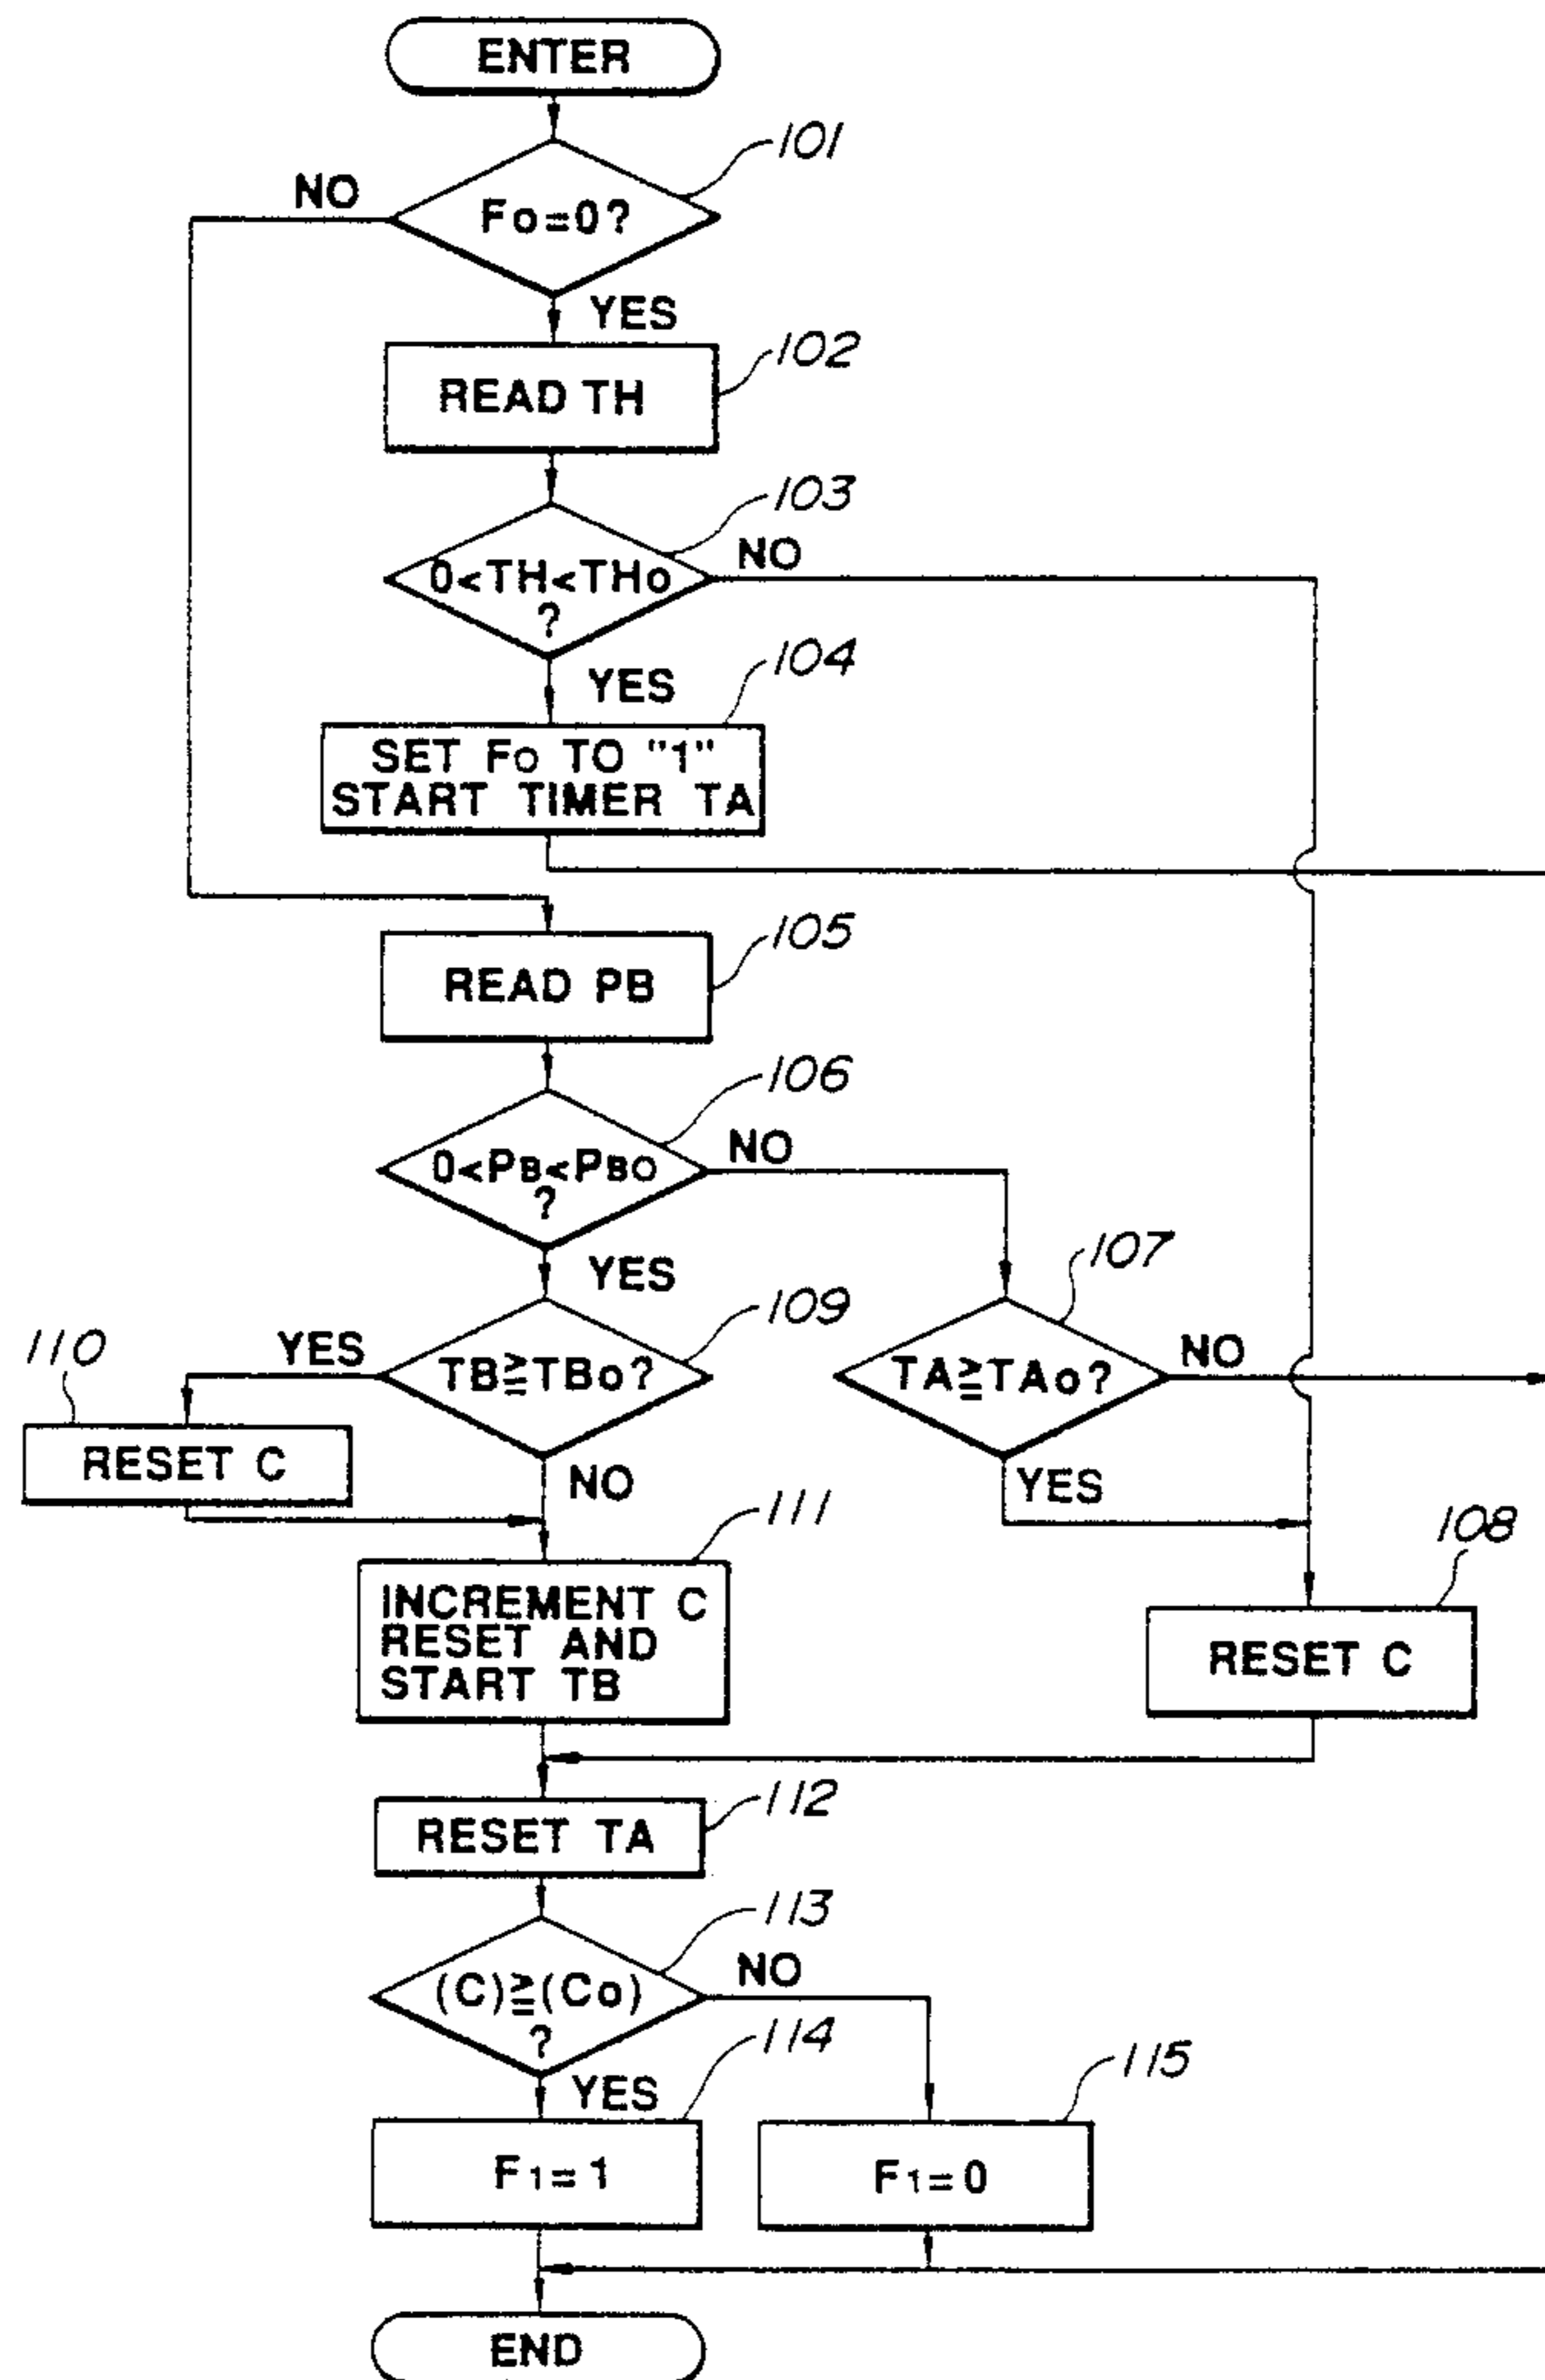 ENTER
101
NO
Fo=0?
YES
102
READ TH
103
NO
0<TH<THo
?
104
YES
SET Fo TO "1"
START TIMER TA
105
READ PB
106
NO
0<PB<PBO
?
107
YES
109
110
YES
TB≧TBo?
TA≧TAo?
NO
RESET C
NO
YES
111
108
INCREMENT C
RESET AND
START TB
RESET C
112
RESET TA
113
NO
(C)≧(Co)
?
114
115
YES
F1=1
F1=0
END